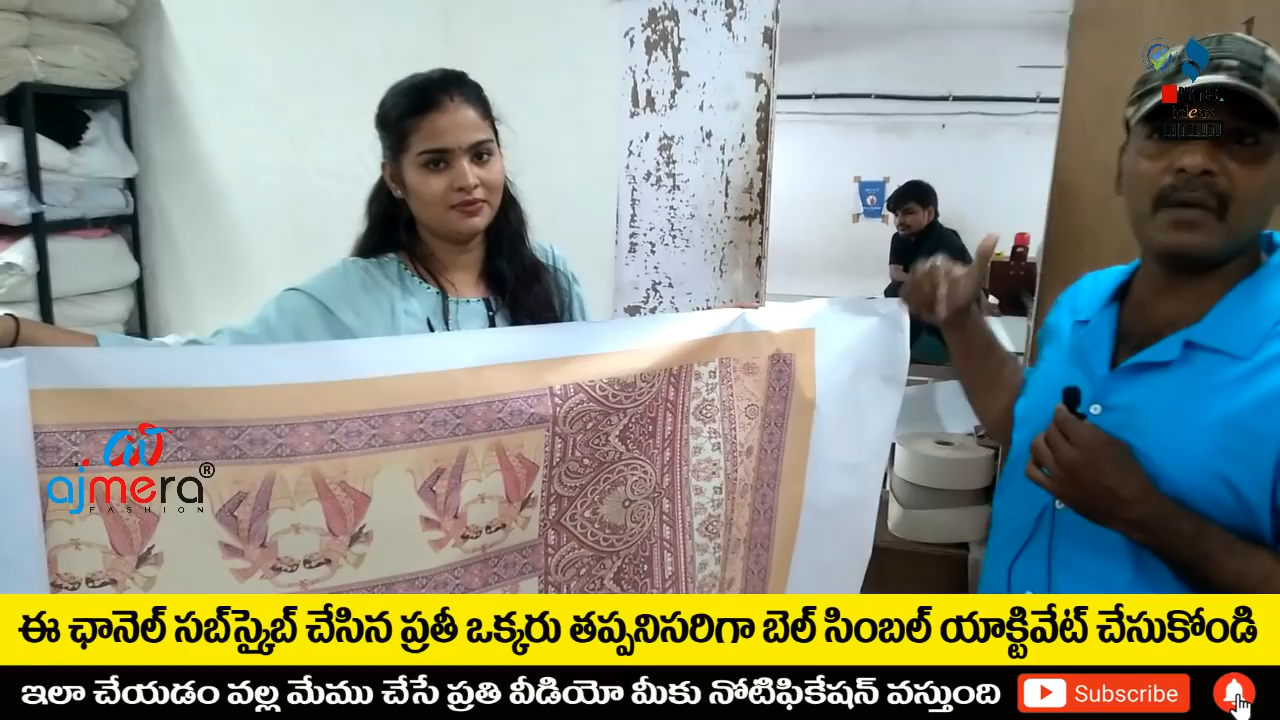 ajmera®
FASHION
ఈ ఛానెల్ సబ్‌స్క్రైబ్ చేసిన ప్రతీ ఒక్కరు తప్పనిసరిగా బెల్ సింబల్ యాక్టివేట్ చేసుకోండి
ఇలా చేయడం వల్ల మేము చేసే ప్రతి వీడియో మీకు నోటిఫికేషన్ వస్తుంది
Subscribe